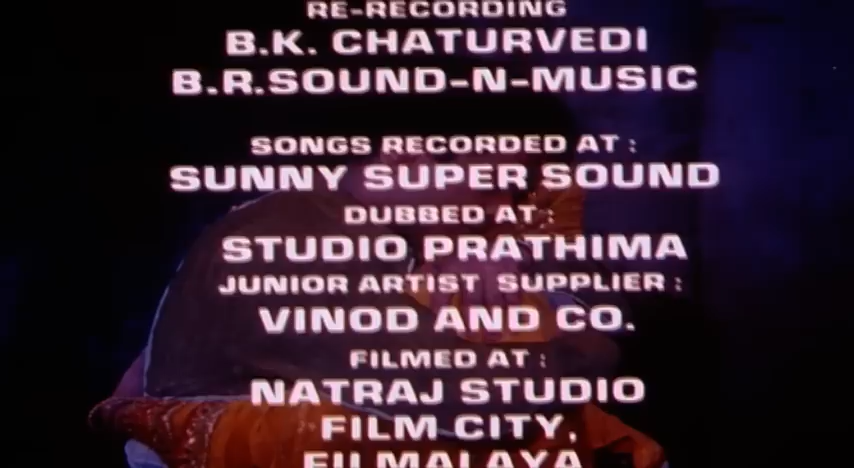 RE-RECORDING
B.K. CHATURVEDI
B.R.SOUND-N-MUSIC
SONGS RECORDED AT :
SUNNY SUPER SOUND
DUBBED AT :
STUDIO PRATHIMA
JUNIOR ARTIST SUPPLIER :
VINOD AND CO.
FILMED AT :
NATRAJ STUDIO
FILM CITY,
FILMALAYA